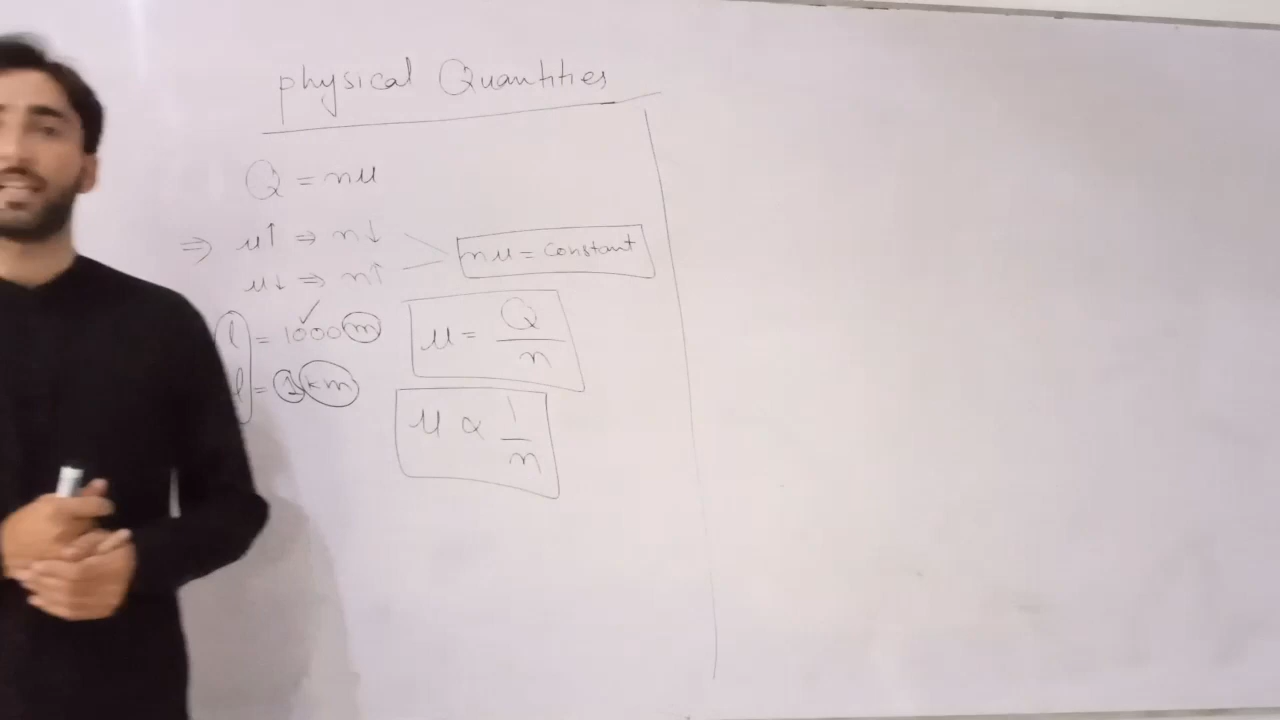 physical Quantities
Q = nu
⇒ u↑ ⇒ n↓
u↓ ⇒ n↑
nu = constant
l = 1000 m
l = 1 km
u = Q/n
u ∝ 1/n